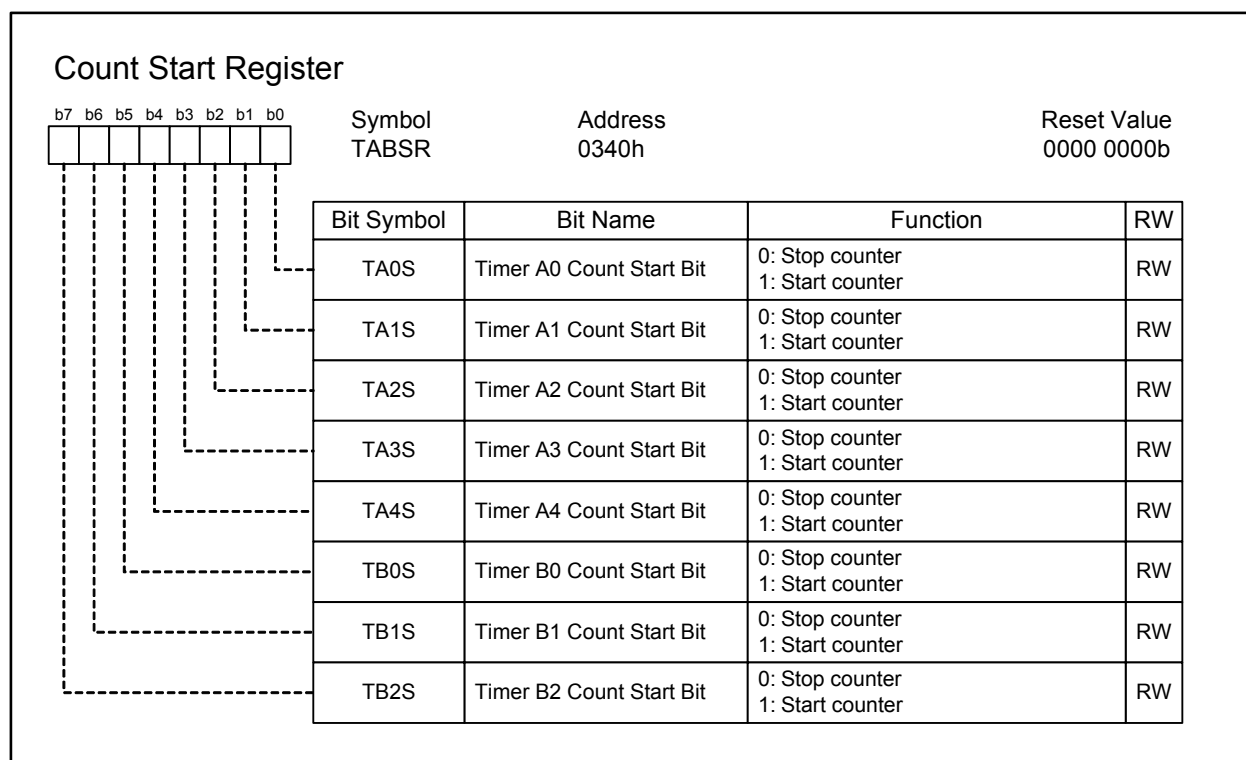 Count Start Register
b7 b6 b5 b4 b3 b2 b1 b0
Symbol Address Reset Value
TABSR 0340h 0000 0000b
Bit Symbol Bit Name Function RW
TA0S Timer A0 Count Start Bit 0: Stop counter
1: Start counter RW
TA1S Timer A1 Count Start Bit 0: Stop counter
1: Start counter RW
TA2S Timer A2 Count Start Bit 0: Stop counter
1: Start counter RW
TA3S Timer A3 Count Start Bit 0: Stop counter
1: Start counter RW
TA4S Timer A4 Count Start Bit 0: Stop counter
1: Start counter RW
TB0S Timer B0 Count Start Bit 0: Stop counter
1: Start counter RW
TB1S Timer B1 Count Start Bit 0: Stop counter
1: Start counter RW
TB2S Timer B2 Count Start Bit 0: Stop counter
1: Start counter RW